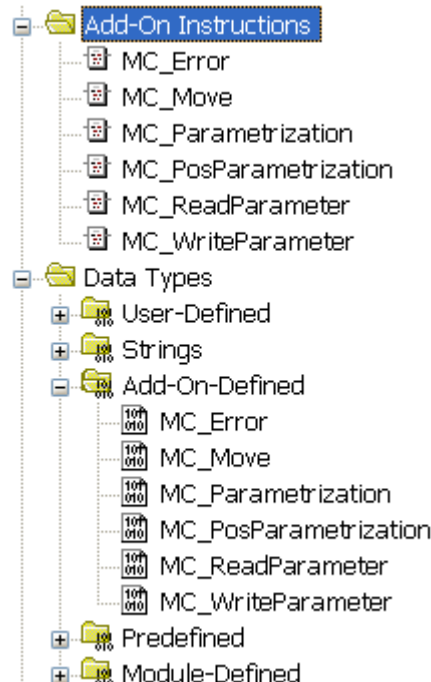 Add-On Instructions
MC_Error
MC_Move
MC_Parametrization
MC_PosParametrization
MC_ReadParameter
MC_WriteParameter
Data Types
User-Defined
Strings
Add-On-Defined
MC_Error
MC_Move
MC_Parametrization
MC_PosParametrization
MC_ReadParameter
MC_WriteParameter
Predefined
Module-Defined